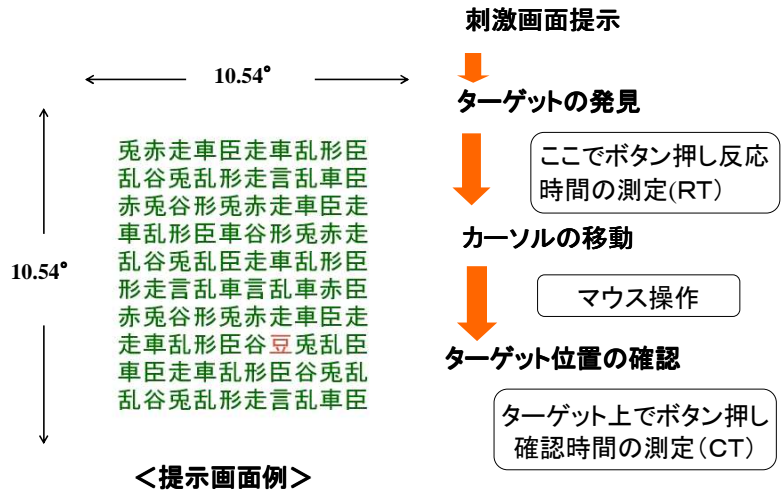 刺激画面提示
10.54°
ターゲットの発見
ここでボタン押し反応
時間の測定(RT)
カーソルの移動
マウス操作
ターゲット位置の確認
ターゲット上でボタン押し
確認時間の測定(CT)
10.54°
兎赤走車臣走車乱形臣
乱谷兎乱形走言乱車臣
赤兎谷形兎赤走車臣走
車乱形臣車谷形兎赤走
乱谷兎乱臣走車乱形臣
形走言乱車言乱車赤臣
赤兎谷形兎赤走車臣走
走車乱形臣谷豆兎乱臣
車臣走車乱形臣谷兎乱
乱谷兎乱形走言乱車臣
<提示画面例>